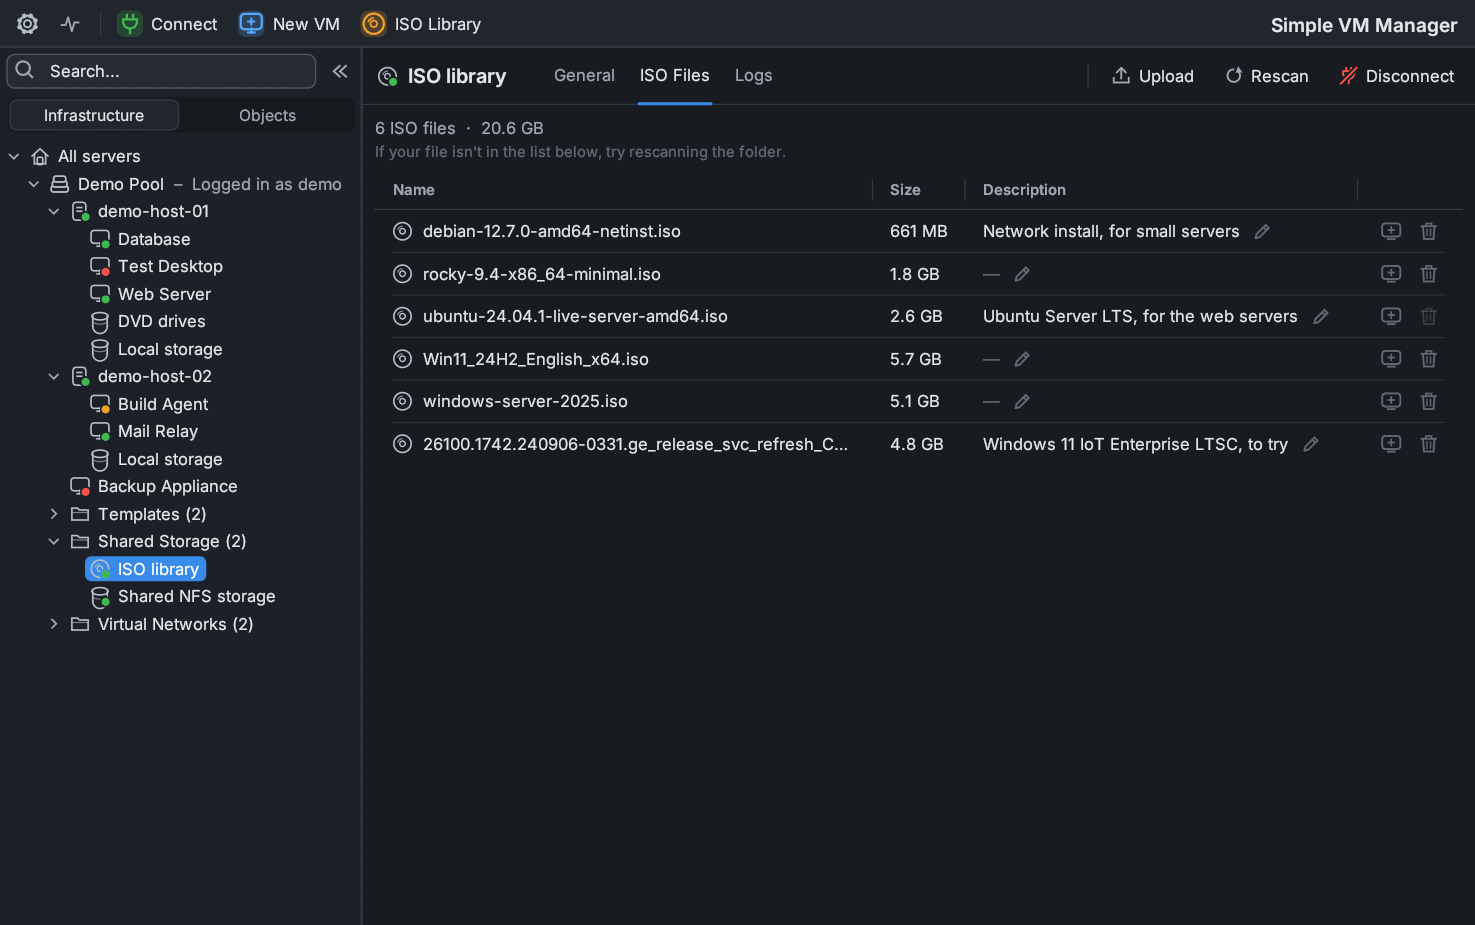 Connect New VM ISO Library Simple VM Manager
Search...
Infrastructure Objects
All servers
Demo Pool – Logged in as demo
demo-host-01
Database
Test Desktop
Web Server
DVD drives
Local storage
demo-host-02
Build Agent
Mail Relay
Local storage
Backup Appliance
Templates (2)
Shared Storage (2)
ISO library
Shared NFS storage
Virtual Networks (2)
ISO library General ISO Files Logs Upload Rescan Disconnect
6 ISO files · 20.6 GB
If your file isn't in the list below, try rescanning the folder.
Name Size Description
debian-12.7.0-amd64-netinst.iso 661 MB Network install, for small servers
rocky-9.4-x86_64-minimal.iso 1.8 GB —
ubuntu-24.04.1-live-server-amd64.iso 2.6 GB Ubuntu Server LTS, for the web servers
Win11_24H2_English_x64.iso 5.7 GB —
windows-server-2025.iso 5.1 GB —
26100.1742.240906-0331.ge_release_svc_refresh_C... 4.8 GB Windows 11 IoT Enterprise LTSC, to try